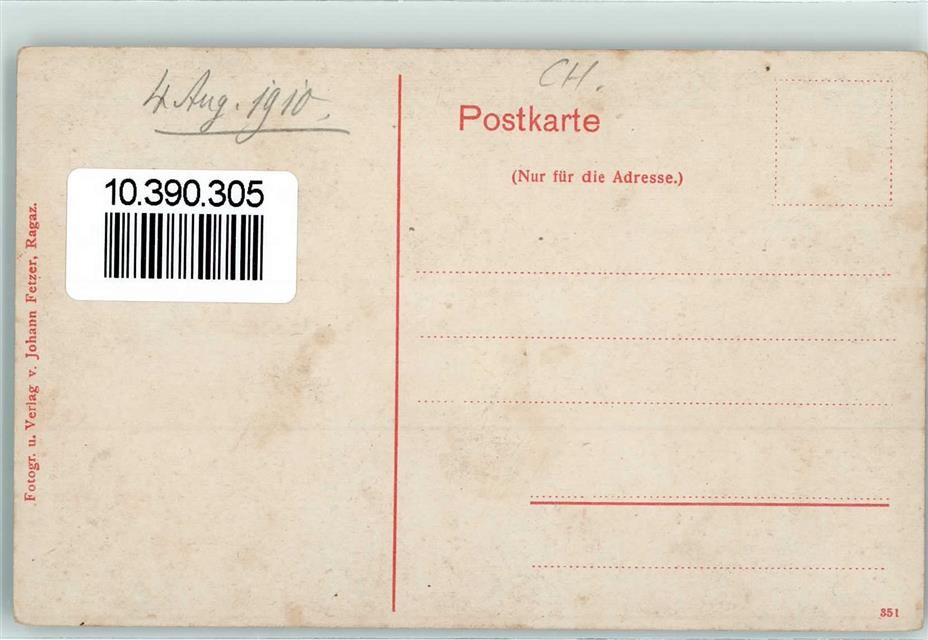 4 Aug. 1910.
10.390.305
Fotogr. u. Verlag v. Johann Fetzer, Ragaz.
CH.
Postkarte
(Nur für die Adresse.)
351